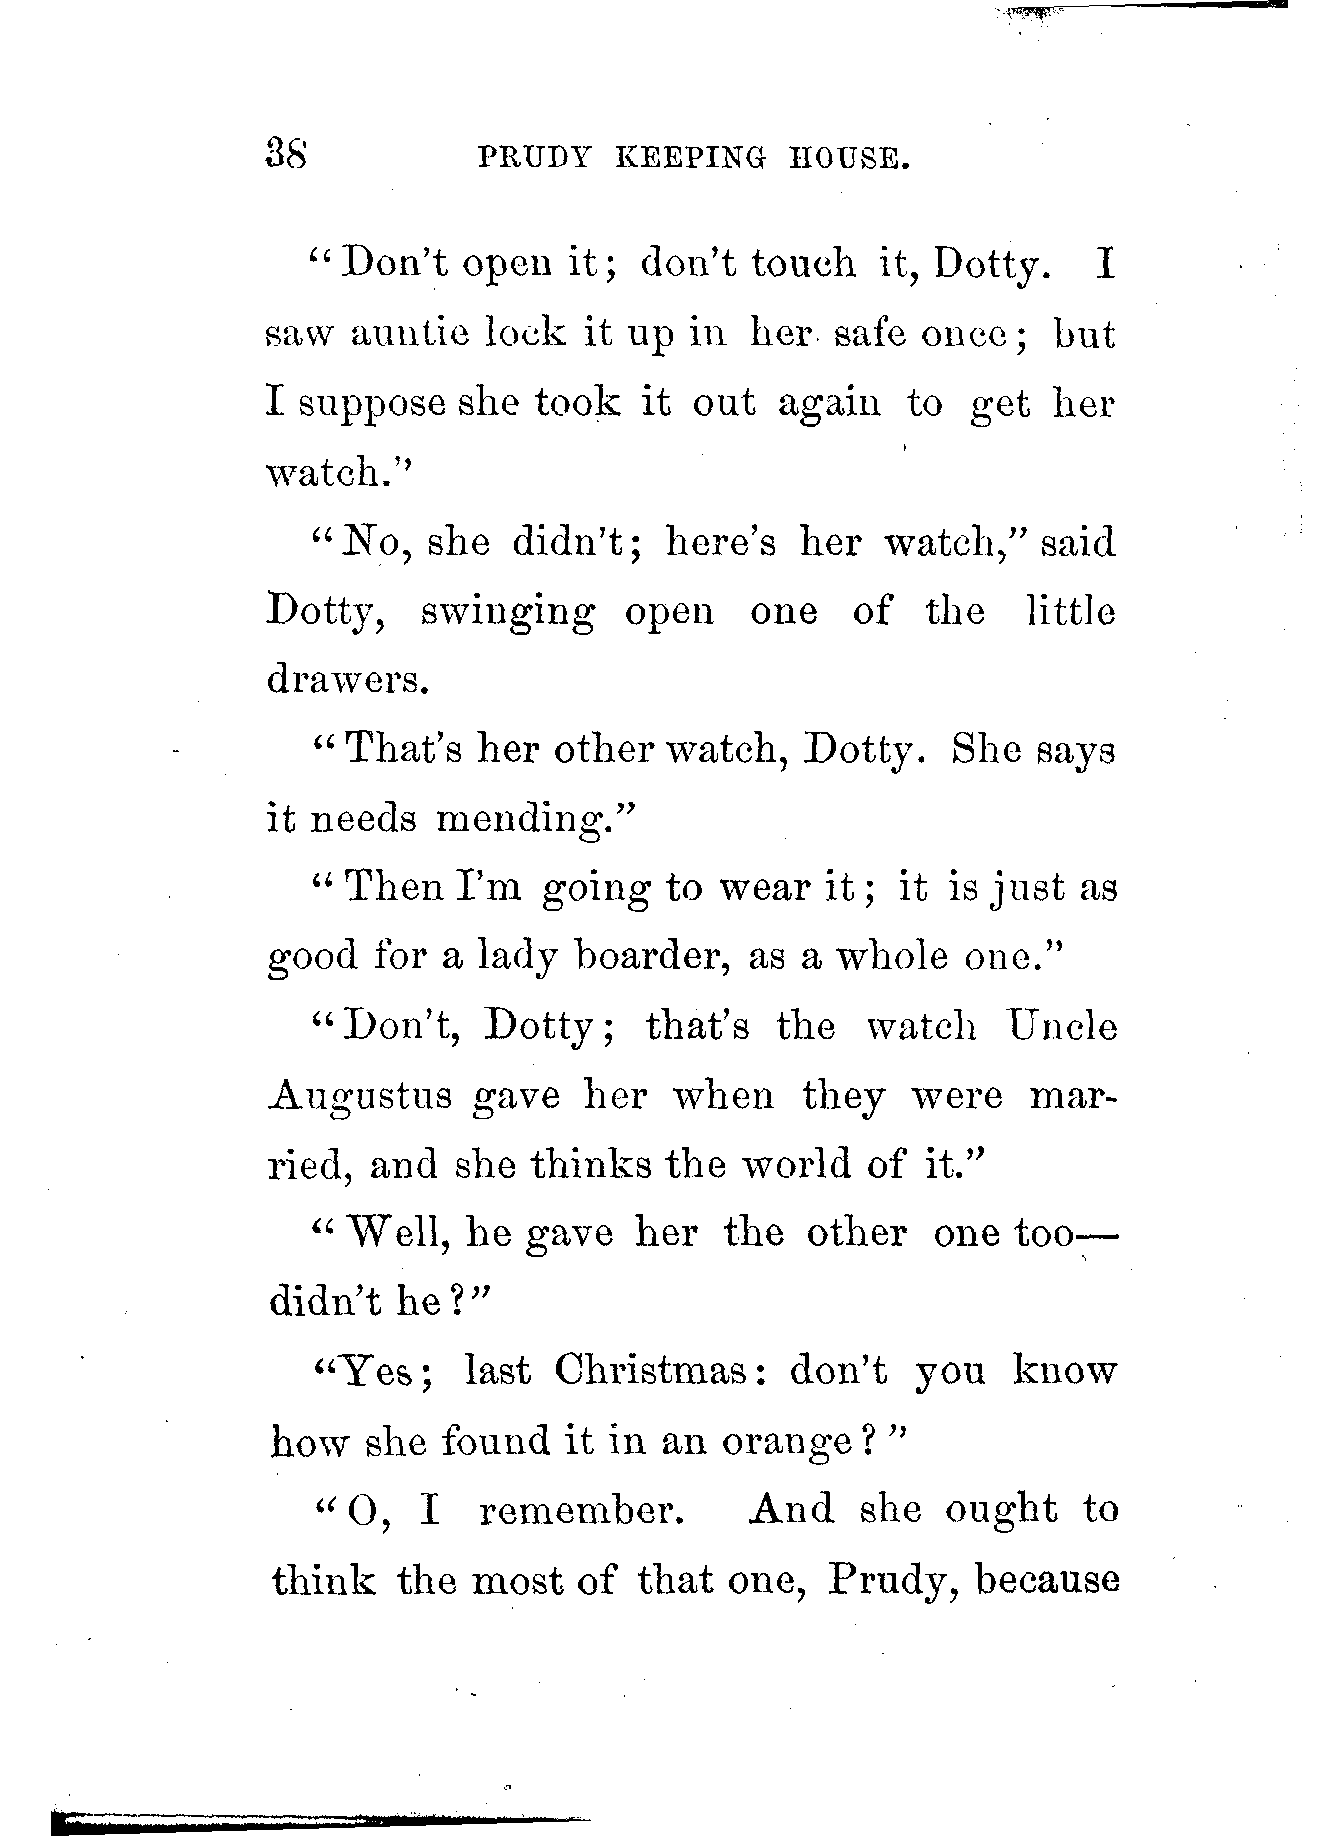 38 PRUDY KEEPING HOUSE.
“Don't open it; don't touch it, Dotty. I
saw auntie lock it up in her safe once; but
I suppose she took it out again to get her
watch.”
“No, she didn't; here's her watch,” said
Dotty, swinging open one of the little
drawers.
“That's her other watch, Dotty. She says
it needs mending.”
“Then I'm going to wear it; it is just as
good for a lady boarder, as a whole one.”
“Don't, Dotty; that's the watch Uncle
Augustus gave her when they were mar-
ried, and she thinks the world of it.”
“Well, he gave her the other one too—
didn't he?”
“Yes; last Christmas: don't you know
how she found it in an orange?”
“O, I remember. And she ought to
think the most of that one, Prudy, because